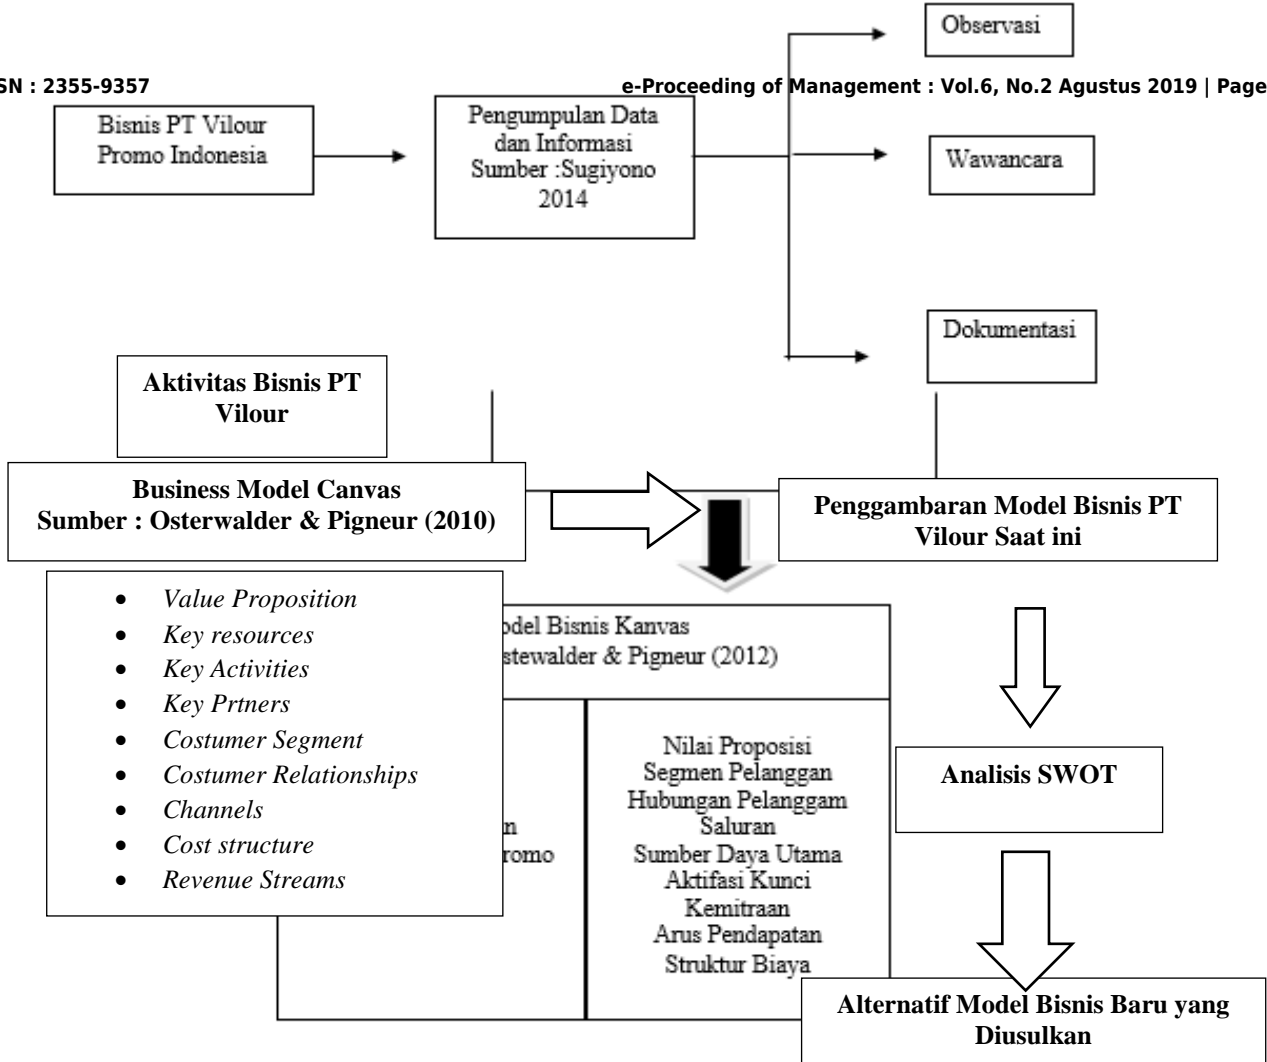 Observasi
SN : 2355-9357
e-Proceeding of Management : Vol.6, No.2 Agustus 2019 | Page
Bisnis PT Vilour
Promo Indonesia
Pengumpulan Data
dan Informasi
Sumber :Sugiyono
2014
Wawancara
Dokumentasi
Aktivitas Bisnis PT
Vilour
Business Model Canvas
Sumber : Osterwalder & Pigneur (2010)
Penggambaran Model Bisnis PT
Vilour Saat ini
• Value Proposition
• Key resources
• Key Activities
• Key Prtners
• Costumer Segment
• Costumer Relationships
• Channels
• Cost structure
• Revenue Streams
odel Bisnis Kanvas
stewalder & Pigneur (2012)
n
romo
Nilai Proposisi
Segmen Pelanggan
Hubungan Pelanggam
Saluran
Sumber Daya Utama
Aktifasi Kunci
Kemitraan
Arus Pendapatan
Struktur Biaya
Analisis SWOT
Alternatif Model Bisnis Baru yang
Diusulkan